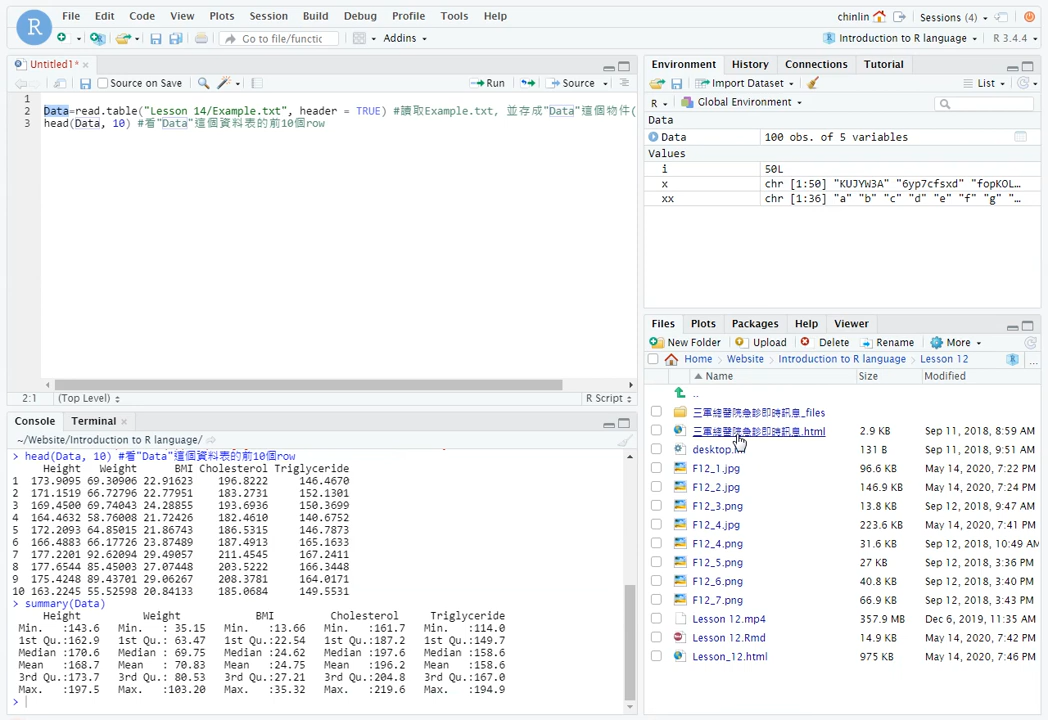 File Edit Code View Plots Session Build Debug Profile Tools Help
chinlin Sessions (4)
Go to file/functic Addins
Introduction to R language R 3.4.4
Untitled1*
Source on Save Run Source
1
2 Data=read.table("Lesson 14/Example.txt", header = TRUE) #讀取Example.txt, 並存成"Data"這個物件(
3 head(Data, 10) #看"Data"這個資料表的前10個row
2:1 (Top Level) R Script
Console Terminal
~/Website/Introduction to R language/
> head(Data, 10) #看"Data"這個資料表的前10個row
Height Weight BMI Cholesterol Triglyceride
1 173.9095 69.30906 22.91623 196.8222 146.4670
2 171.1519 66.72796 22.77951 183.2731 152.1301
3 169.4500 69.74043 24.28855 193.6936 150.3699
4 164.4632 58.76008 21.72426 182.4610 140.6752
5 172.2093 64.85015 21.86743 186.5315 146.7873
6 166.4883 66.17726 23.87489 187.4913 165.1633
7 177.2201 92.62094 29.49057 211.4545 167.2411
8 177.6544 85.45003 27.07448 203.5222 166.3448
9 175.4248 89.43701 29.06267 208.3781 164.0171
10 163.2245 55.52598 20.84133 185.0684 149.5531
> summary(Data)
Height Weight BMI Cholesterol Triglyceride
Min. :143.6 Min. : 35.15 Min. :13.66 Min. :161.7 Min. :114.0
1st Qu.:162.9 1st Qu.: 63.47 1st Qu.:22.54 1st Qu.:187.2 1st Qu.:149.7
Median :170.6 Median : 69.75 Median :24.62 Median :197.6 Median :158.6
Mean :168.7 Mean : 70.83 Mean :24.75 Mean :196.2 Mean :158.6
3rd Qu.:173.7 3rd Qu.: 80.53 3rd Qu.:27.21 3rd Qu.:204.8 3rd Qu.:167.0
Max. :197.5 Max. :103.20 Max. :35.32 Max. :219.6 Max. :194.9
>
Environment History Connections Tutorial
Import Dataset List
R Global Environment
Data
Data 100 obs. of 5 variables
Values
i 50L
x chr [1:50] "KUJYW3A" "6yp7cfsxd" "fopKOL…
xx chr [1:36] "a" "b" "c" "d" "e" "f" "g" "…
Files Plots Packages Help Viewer
New Folder Upload Delete Rename More
Home Website Introduction to R language Lesson 12 ...
Name Size Modified
..
三軍總醫院急診即時訊息_files
三軍總醫院急診即時訊息.html 2.9 KB Sep 11, 2018, 8:59 AM
desktop.ini 131 B Sep 11, 2018, 9:51 AM
F12_1.jpg 96.6 KB May 14, 2020, 7:22 PM
F12_2.jpg 146.9 KB May 14, 2020, 7:24 PM
F12_3.png 13.8 KB Sep 12, 2018, 9:47 AM
F12_4.jpg 223.6 KB May 14, 2020, 7:41 PM
F12_4.png 31.6 KB Sep 12, 2018, 10:49 AM
F12_5.png 27 KB Sep 12, 2018, 3:36 PM
F12_6.png 40.8 KB Sep 12, 2018, 3:40 PM
F12_7.png 66.9 KB Sep 12, 2018, 3:43 PM
Lesson 12.mp4 357.9 MB Dec 6, 2019, 11:35 AM
Lesson 12.Rmd 14.9 KB May 14, 2020, 7:42 PM
Lesson_12.html 975 KB May 14, 2020, 7:46 PM